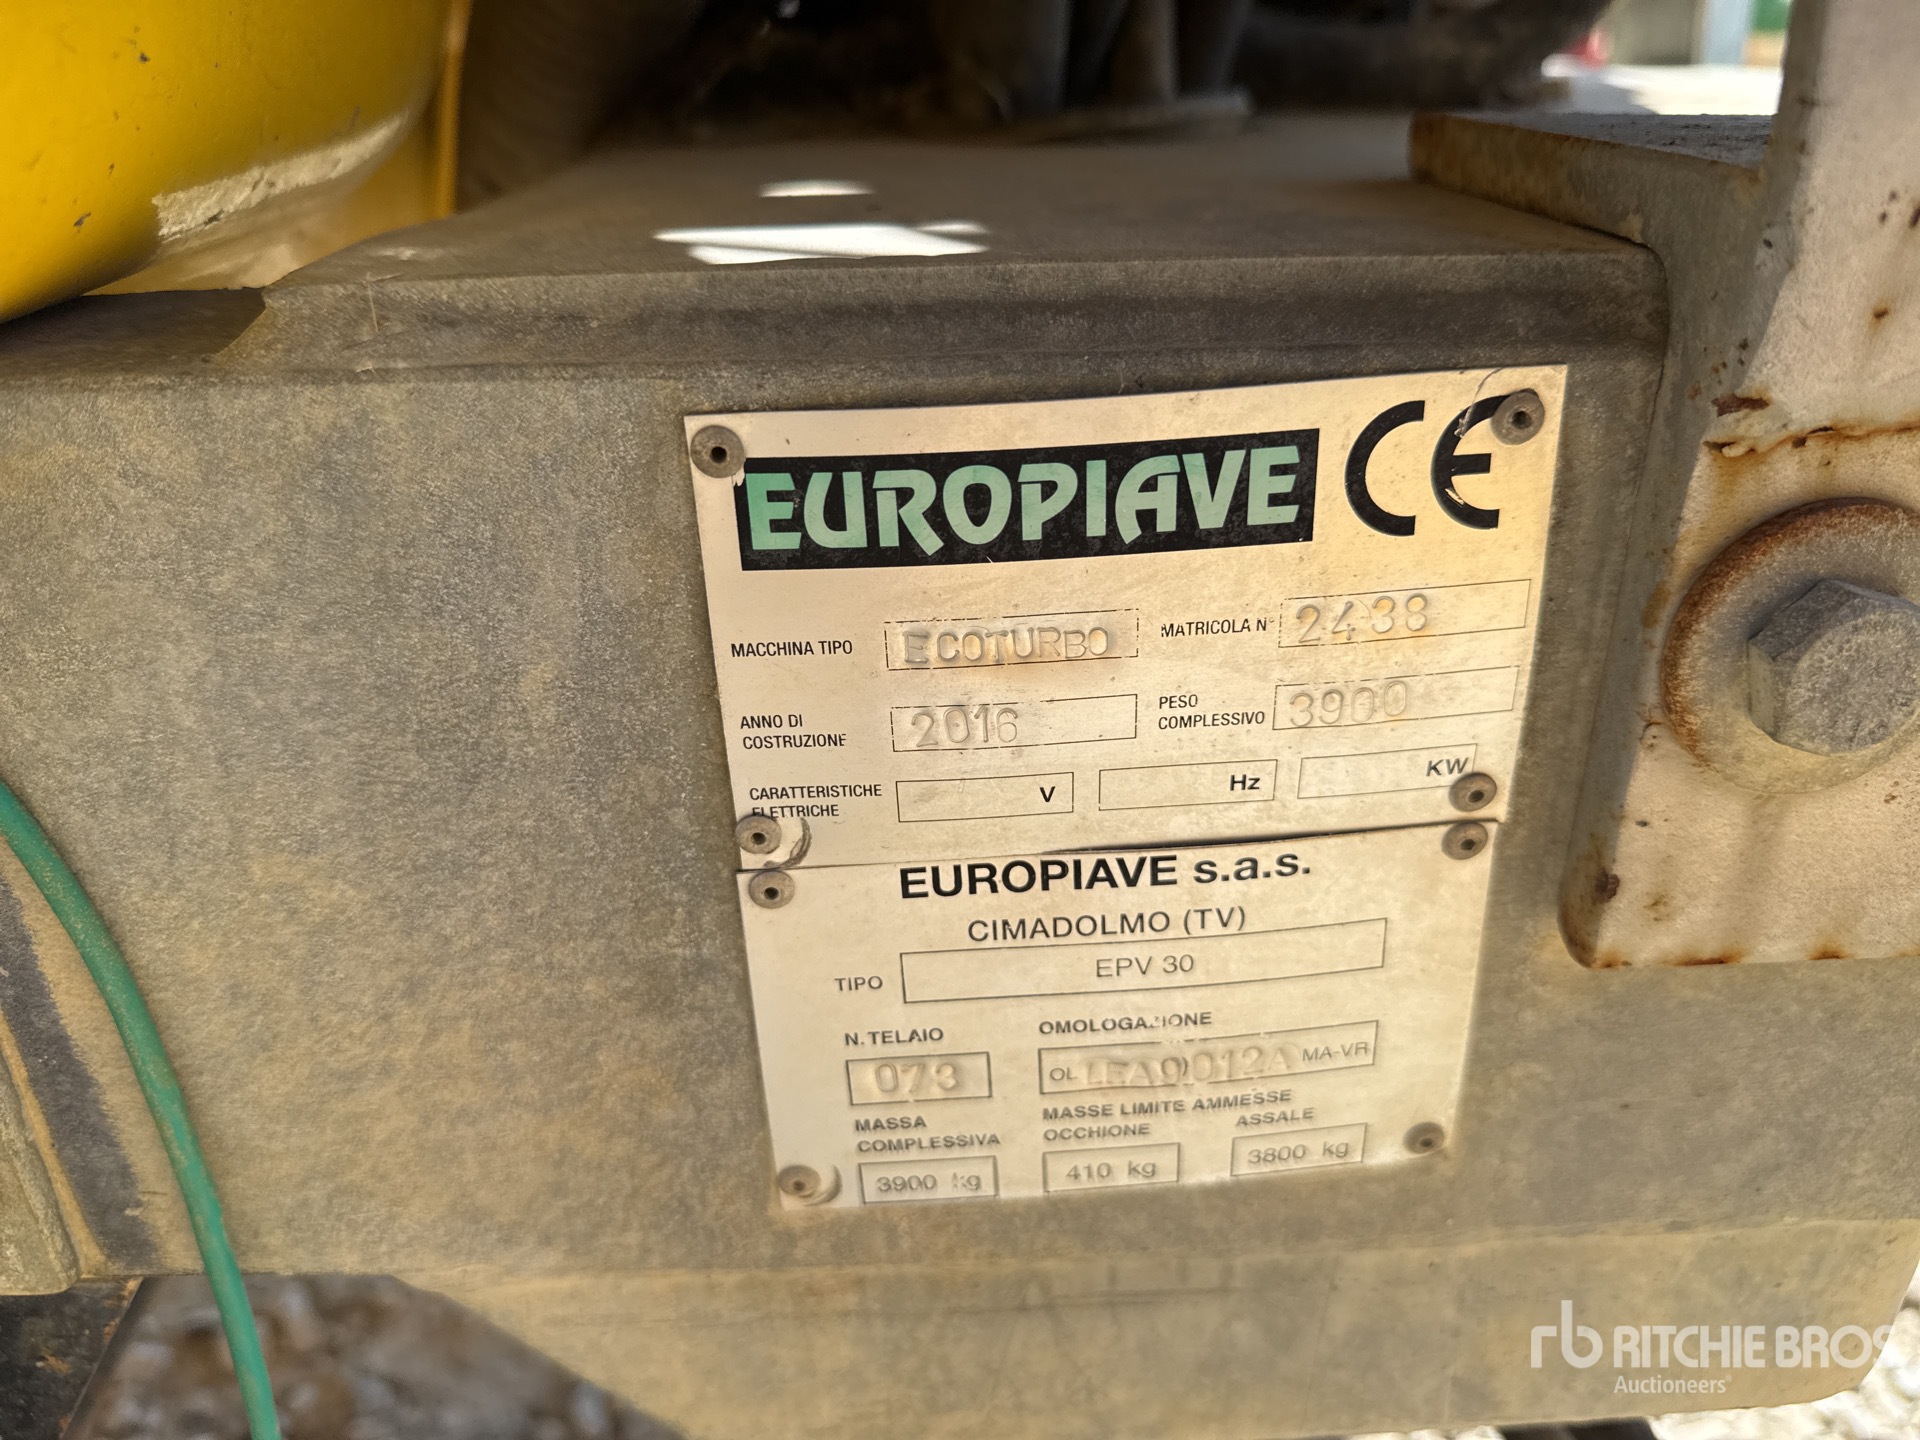 EUROPIAVE CE
MACCHINA TIPO ECOTURBO MATRICOLA N° 2438
ANNO DI COSTRUZIONE 2016 PESO COMPLESSIVO 3900
CARATTERISTICHE ELETTRICHE V Hz KW
EUROPIAVE s.a.s.
CIMADOLMO (TV)
TIPO EPV 30
N. TELAIO OMOLOGAZIONE
073 OL MA-VR
MASSA COMPLESSIVA MASSE LIMITE AMMESSE
OCCHIONE ASSALE
3900 kg 410 kg 3800 kg
rb RITCHIE BROS
Auctioneers